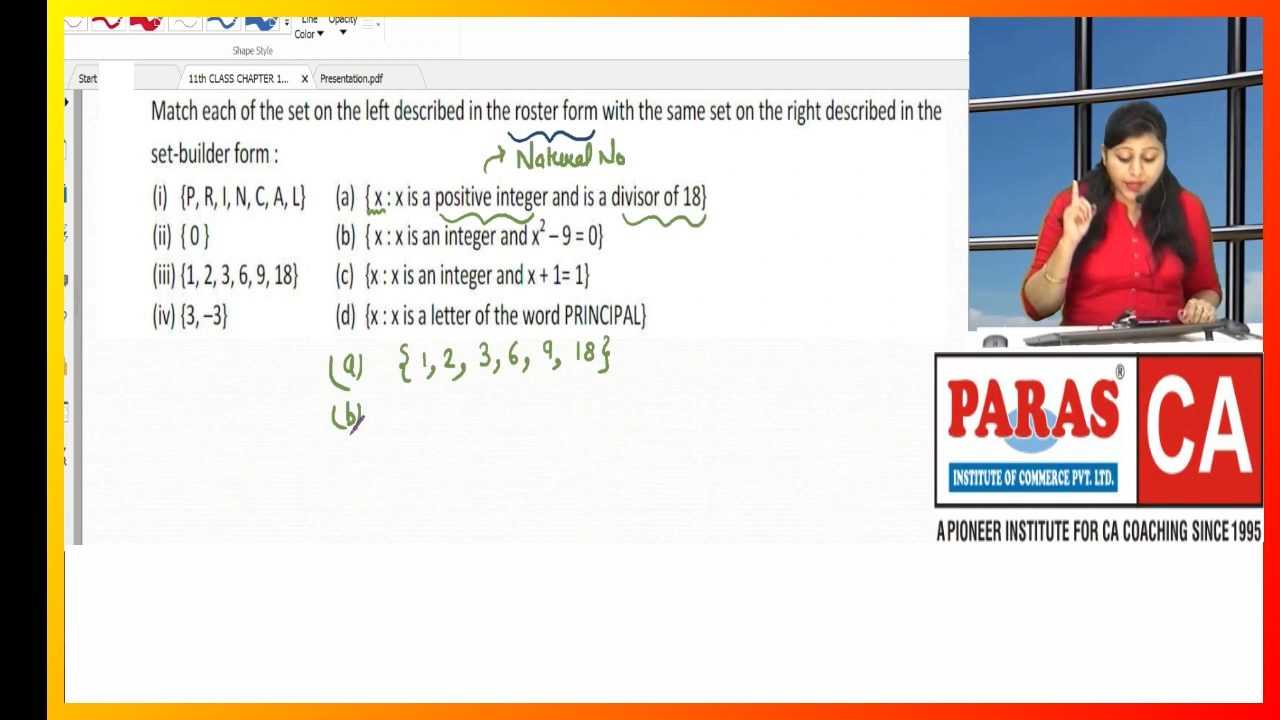 Line
Color
Opacity
Shape Style
Start
11th CLASS CHAPTER 1... X
Presentation.pdf
Match each of the set on the left described in the roster form with the same set on the right described in the
set-builder form :
Natural No
(i) {P, R, I, N, C, A, L} (a) { x : x is a positive integer and is a divisor of 18}
(ii) { 0 } (b) { x : x is an integer and x² – 9 = 0}
(iii) {1, 2, 3, 6, 9, 18} (c) {x : x is an integer and x + 1= 1}
(iv) {3, –3} (d) {x : x is a letter of the word PRINCIPAL}
(a) {1, 2, 3, 6, 9, 18}
(b)
PARAS ®
INSTITUTE OF COMMERCE PVT. LTD.
CA
A PIONEER INSTITUTE FOR CA COACHING SINCE 1995